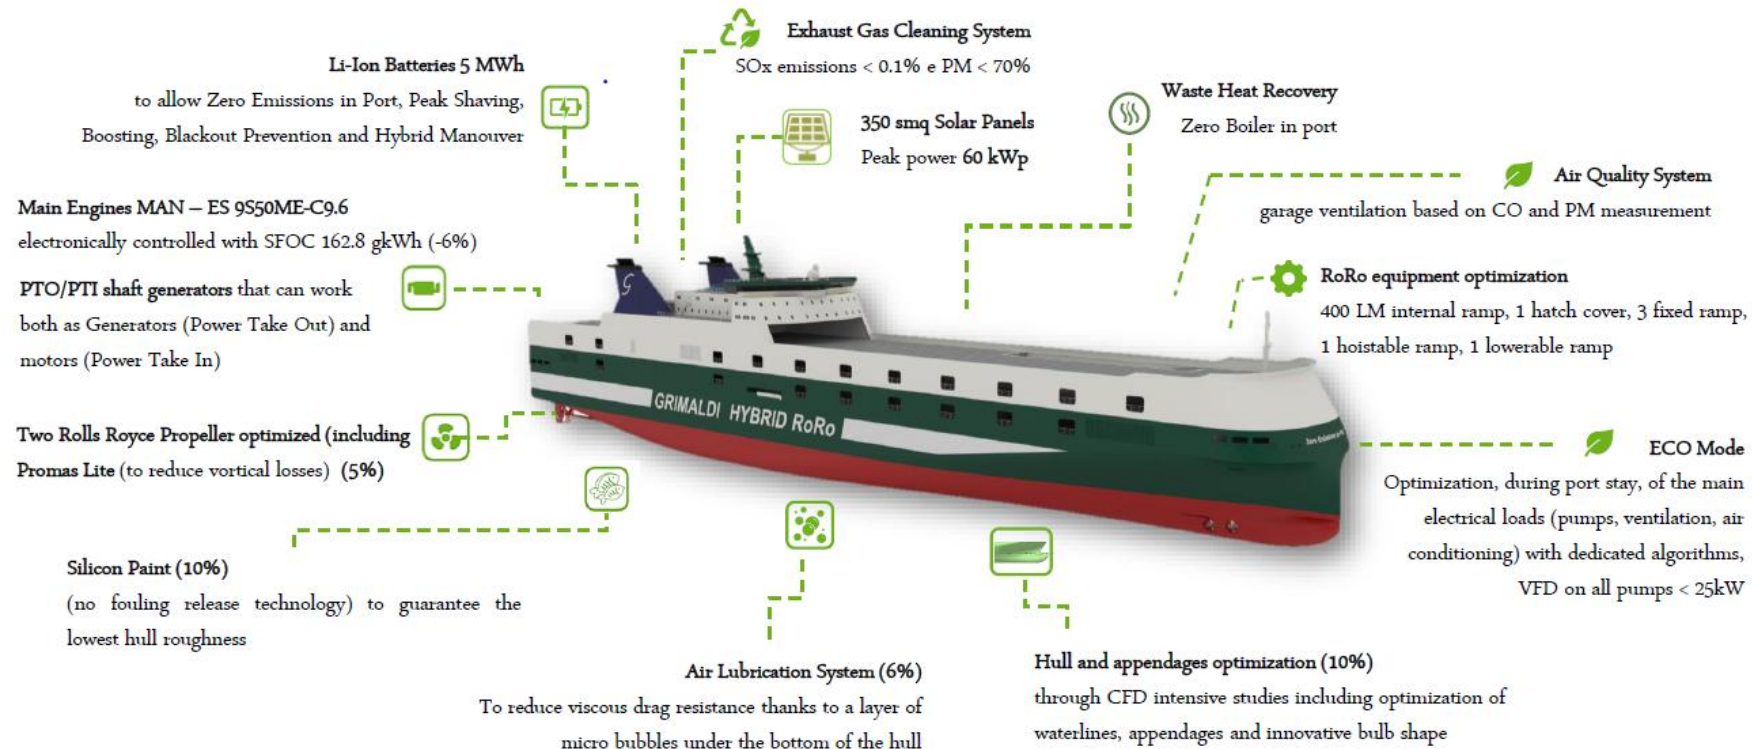 Exhaust Gas Cleaning System
SOx emissions < 0.1% e PM < 70%
Li-Ion Batteries 5 MWh
to allow Zero Emissions in Port, Peak Shaving,
Boosting, Blackout Prevention and Hybrid Manouver
350 smq Solar Panels
Peak power 60 kWp
Waste Heat Recovery
Zero Boiler in port
Air Quality System
garage ventilation based on CO and PM measurement
Main Engines MAN – ES 9S50ME-C9.6
electronically controlled with SFOC 162.8 gkWh (-6%)
PTO/PTI shaft generators that can work
both as Generators (Power Take Out) and
motors (Power Take In)
RoRo equipment optimization
400 LM internal ramp, 1 hatch cover, 3 fixed ramp,
1 hoistable ramp, 1 lowerable ramp
GRIMALDI HYBRID RoRo
Two Rolls Royce Propeller optimized (including
Promas Lite (to reduce vortical losses) (5%)
ECO Mode
Optimization, during port stay, of the main
electrical loads (pumps, ventilation, air
conditioning) with dedicated algorithms,
VFD on all pumps < 25kW
Silicon Paint (10%)
(no fouling release technology) to guarantee the
lowest hull roughness
Air Lubrication System (6%)
To reduce viscous drag resistance thanks to a layer of
micro bubbles under the bottom of the hull
Hull and appendages optimization (10%)
through CFD intensive studies including optimization of
waterlines, appendages and innovative bulb shape